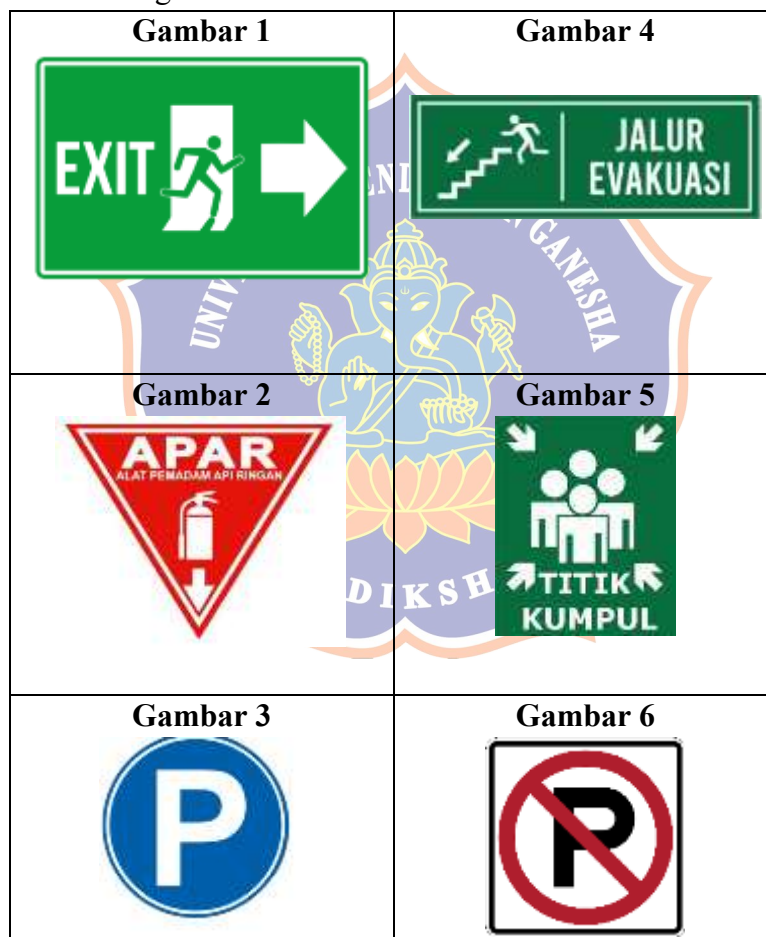 Gambar 1
EXIT
Gambar 4
JALUR
EVAKUASI
Gambar 2
APAR
ALAT PEMADAM API RINGAN
Gambar 5
TITIK
KUMPUL
Gambar 3
P
Gambar 6
P